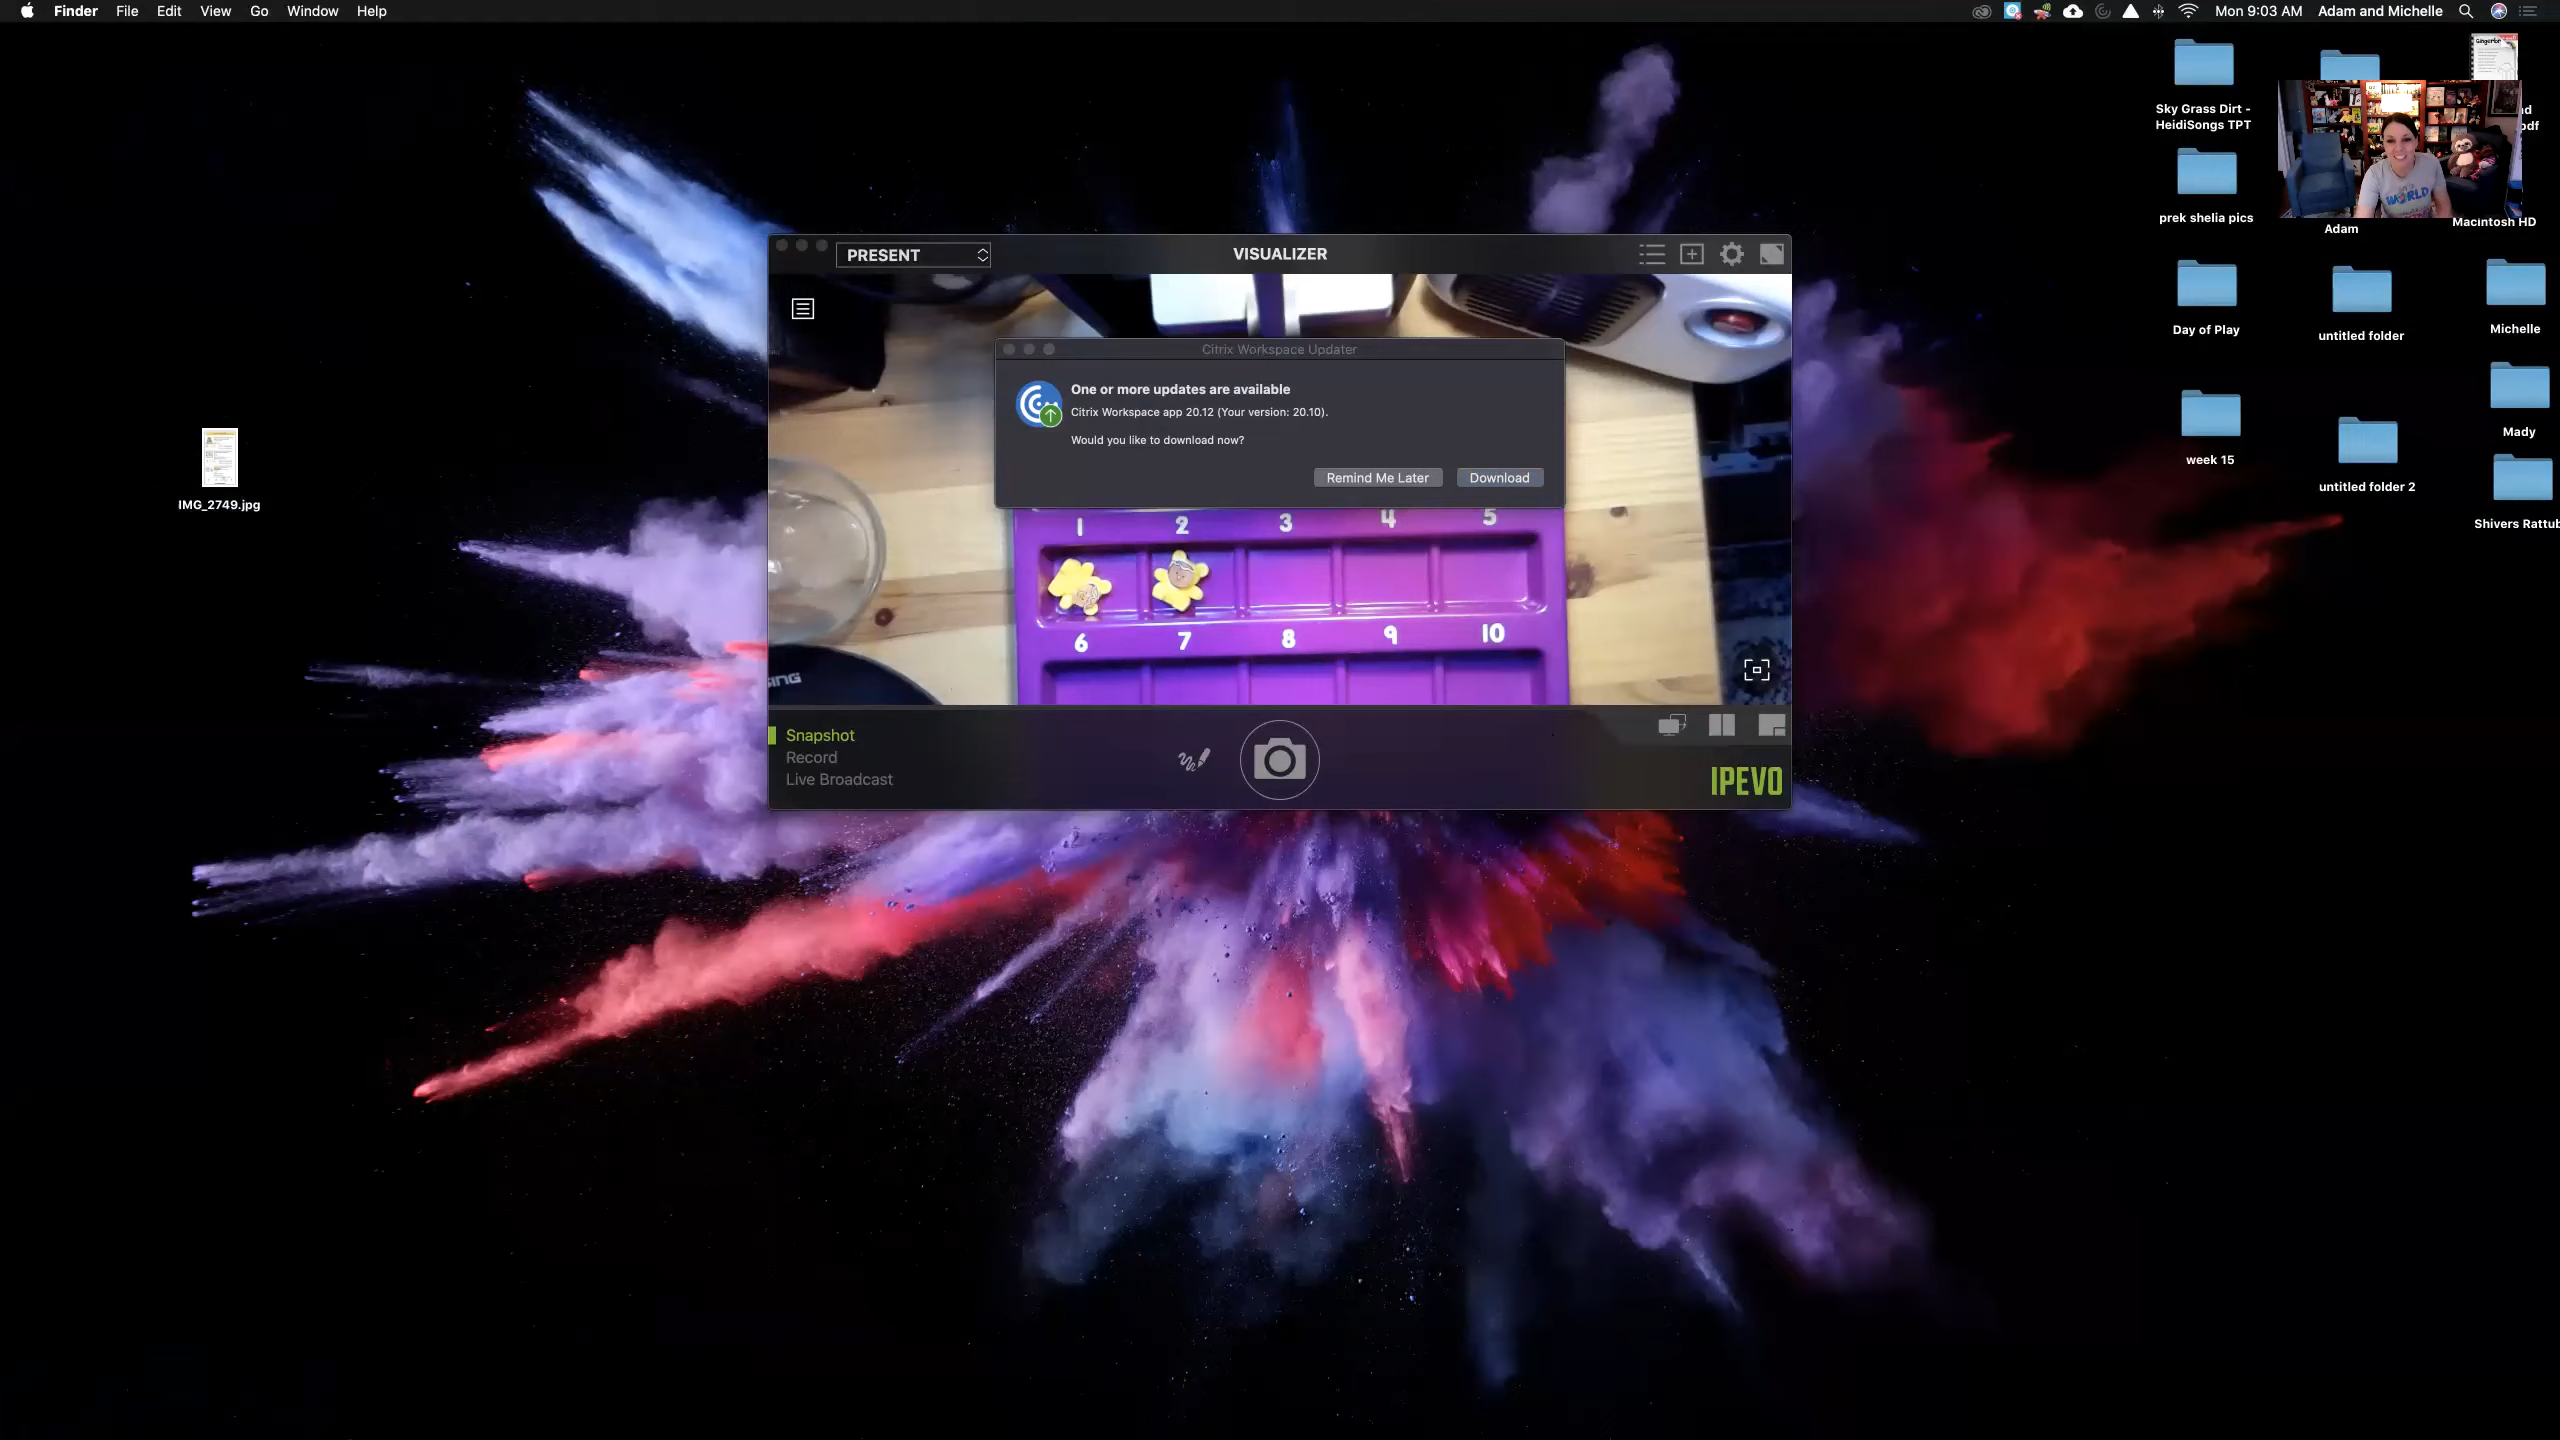 Finder File Edit View Go Window Help
Mon 9:03 AM Adam and Michelle
Sky Grass Dirt -
HeidiSongs TPT
prek shelia pics
Adam
Macintosh HD
pdf
WORLD
Day of Play
untitled folder
Michelle
week 15
untitled folder 2
Mady
Shivers Rattub
IMG_2749.jpg
PRESENT
VISUALIZER
Citrix Workspace Updater
One or more updates are available
Citrix Workspace app 20.12 (Your version: 20.10).
Would you like to download now?
Remind Me Later Download
1 2 3 4 5
6 7 8 9 10
Snapshot
Record
Live Broadcast
IPEVO